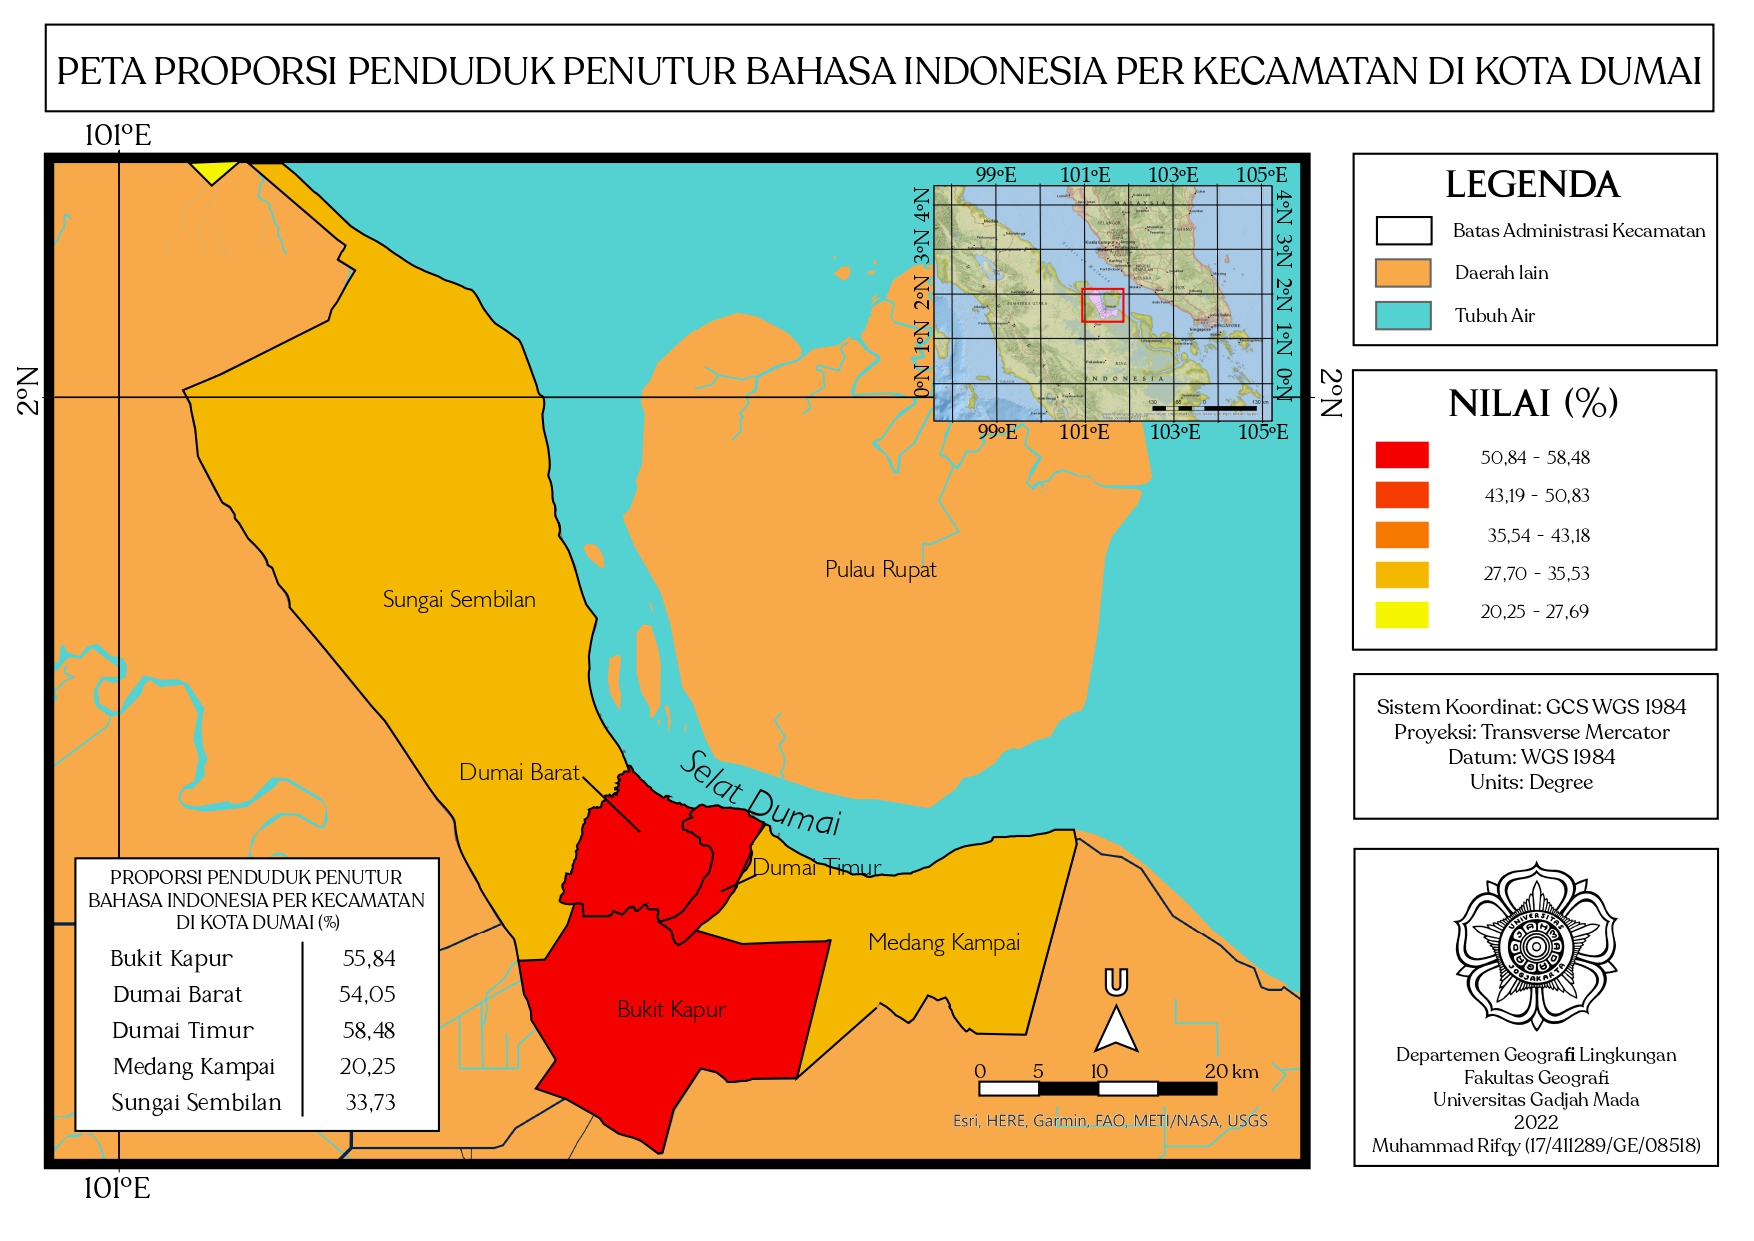 PETA PROPORSI PENDUDUK PENUTUR BAHASA INDONESIA PER KECAMATAN DI KOTA DUMAI
101°E
2°N
99°E 101°E 103°E 105°E
4°N
3°N
2°N
1°N
0°N
4°N
3°N
2°N
1°N
0°N
MALAYSIA
INDONESIA
99°E 101°E 103°E 105°E
2°N
Pulau Rupat
Sungai Sembilan
Dumai Barat
Selat Dumai
Dumai Timur
Medang Kampai
Bukit Kapur
U
0 5 10 20 km
Esri, HERE, Garmin, FAO, METI/NASA, USGS
PROPORSI PENDUDUK PENUTUR
BAHASA INDONESIA PER KECAMATAN
DI KOTA DUMAI (%)
Bukit Kapur 55,84
Dumai Barat 54,05
Dumai Timur 58,48
Medang Kampai 20,25
Sungai Sembilan 33,73
101°E
LEGENDA
Batas Administrasi Kecamatan
Daerah lain
Tubuh Air
NILAI (%)
50,84 - 58,48
43,19 - 50,83
35,54 - 43,18
27,70 - 35,53
20,25 - 27,69
Sistem Koordinat: GCS WGS 1984
Proyeksi: Transverse Mercator
Datum: WGS 1984
Units: Degree
UNIVERSITAS
GADJAH MADA
JOGJAKARTA
Departemen Geografi Lingkungan
Fakultas Geografi
Universitas Gadjah Mada
2022
Muhammad Rifqy (17/411289/GE/08518)